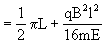 = 1/2 πL + qB²l²/16mE